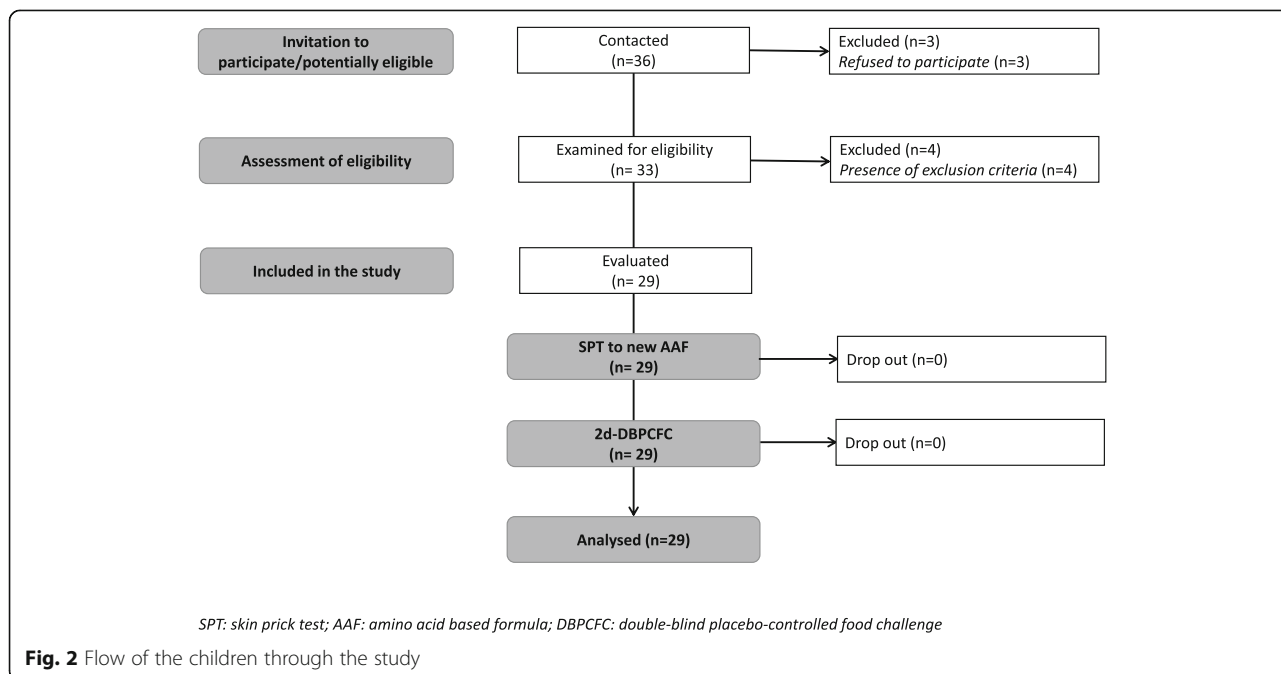 Invitation to
participate/potentially eligible
Contacted
(n=36)
Excluded (n=3)
Refused to participate (n=3)
Assessment of eligibility
Examined for eligibility
(n= 33)
Excluded (n=4)
Presence of exclusion criteria (n=4)
Included in the study
Evaluated
(n= 29)
SPT to new AAF
(n= 29)
Drop out (n=0)
2d-DBPCFC
(n= 29)
Drop out (n=0)
Analysed (n=29)
SPT: skin prick test; AAF: amino acid based formula; DBPCFC: double-blind placebo-controlled food challenge
Fig. 2 Flow of the children through the study